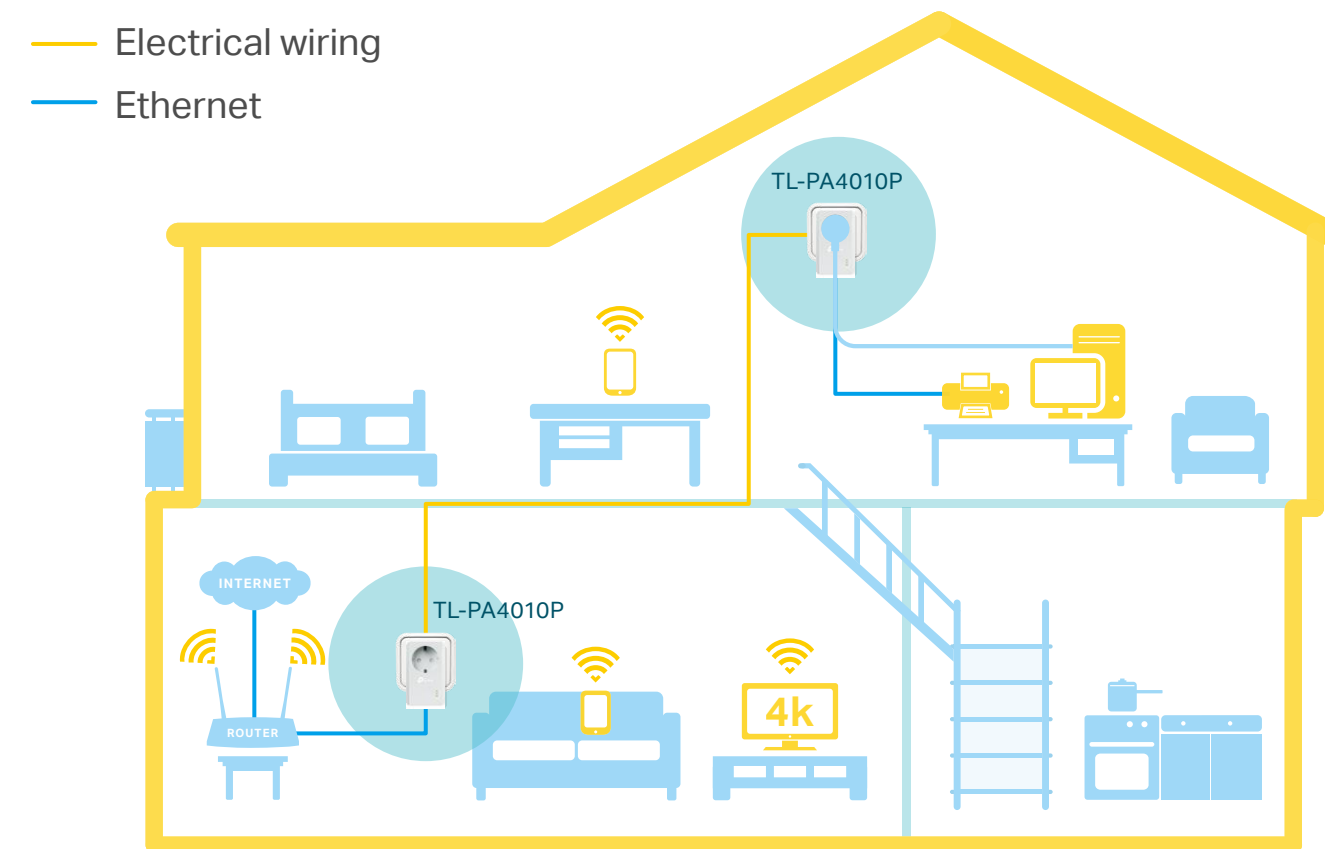 Electrical wiring
Ethernet
TL-PA4010P
INTERNET
TL-PA4010P
4k
ROUTER